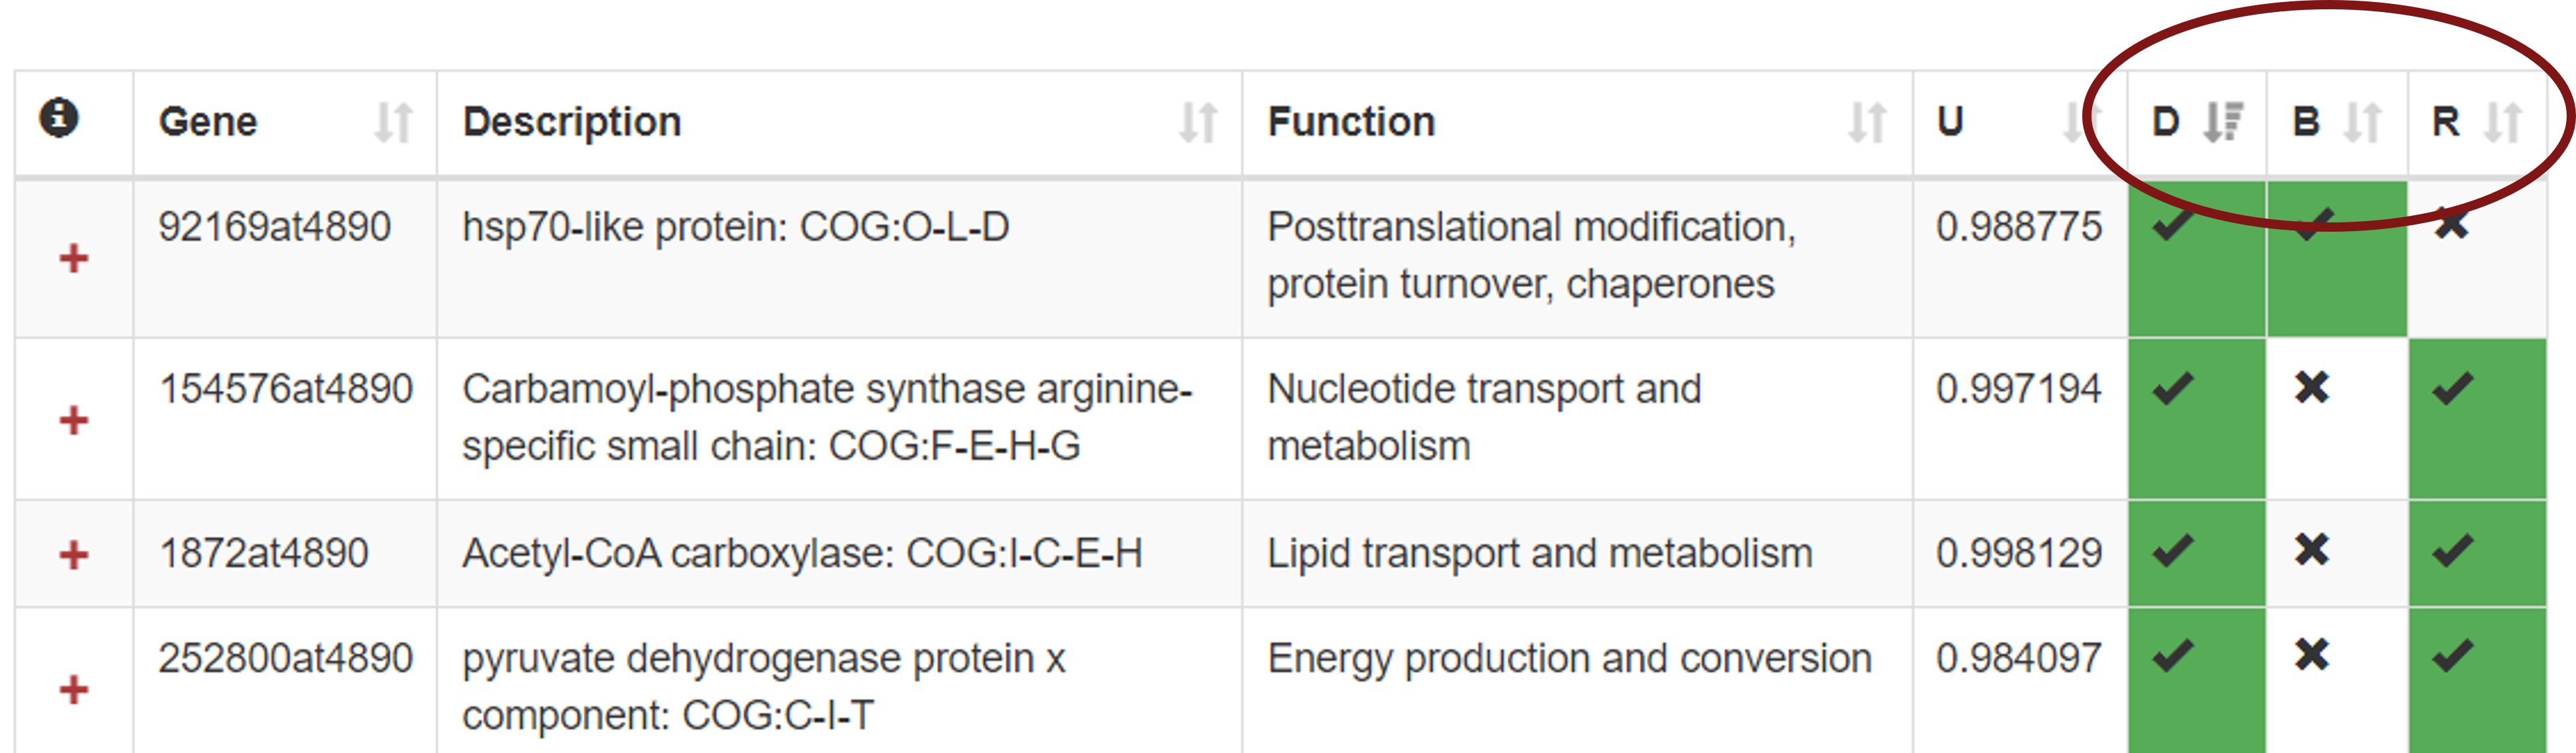 Gene Description Function U D B R
92169at4890 hsp70-like protein: COG:O-L-D Posttranslational modification, 0.988775
protein turnover, chaperones
154576at4890 Carbamoyl-phosphate synthase arginine- Nucleotide transport and 0.997194
specific small chain: COG:F-E-H-G metabolism
1872at4890 Acetyl-CoA carboxylase: COG:I-C-E-H Lipid transport and metabolism 0.998129
252800at4890 pyruvate dehydrogenase protein x Energy production and conversion 0.984097
component: COG:C-I-T